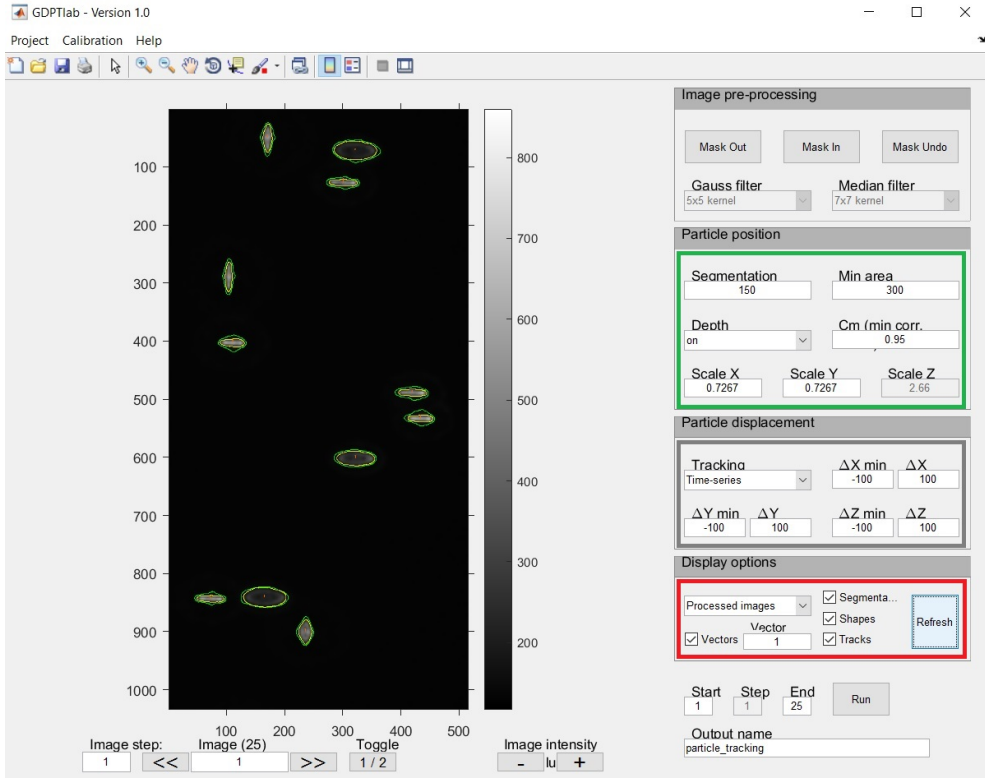 GDPTlab - Version 1.0
Project Calibration Help
Image pre-processing
Mask Out Mask In Mask Undo
Gauss filter Median filter
5x5 kernel 7x7 kernel
Particle position
Segmentation Min area
150 300
Depth Cm (min corr.
on 0.95
Scale X Scale Y Scale Z
0.7267 0.7267 2.66
Particle displacement
Tracking ΔX min ΔX
Time-series -100 100
ΔY min ΔY ΔZ min ΔZ
-100 100 -100 100
Display options
Processed images Segmenta...
Vector Shapes Refresh
Vectors 1 Tracks
Start Step End
1 1 25 Run
Output name
particle_tracking
100
200
300
400
500
600
700
800
900
1000
100 200 300 400 500
800
700
600
500
400
300
200
Image step: Image (25) Toggle Image intensity
1 << 1 >> 1 / 2 - lu +